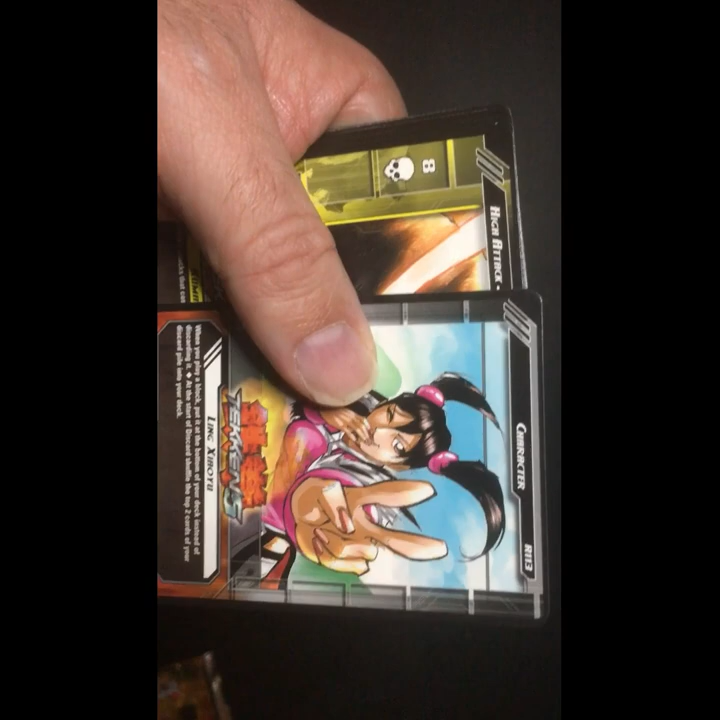 CHARACTER
R113
鉄拳
TEKKEN 5
LING XIAOYU
When you play a block, put it at the bottom of your deck instead of
discarding it. ◆ At the start of Discard shuffle the top 2 cards of your
discard pile into your deck.
HIGH ATTACK •
8